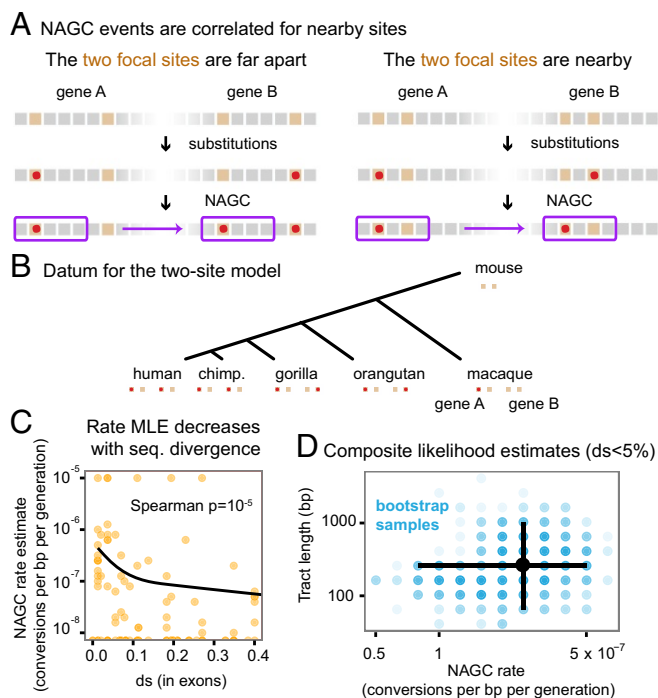 A NAGC events are correlated for nearby sites
The two focal sites are far apart
The two focal sites are nearby
gene A
gene B
gene A
gene B
substitutions
substitutions
NAGC
NAGC
B Datum for the two-site model
mouse
human
chimp.
gorilla
orangutan
macaque
gene A
gene B
C Rate MLE decreases
with seq. divergence
NAGC rate estimate
(conversions per bp per generation)
10-5
10-6
10-7
10-8
Spearman p=10-5
0.0 0.1 0.2 0.3 0.4
ds (in exons)
D Composite likelihood estimates (ds<5%)
bootstrap
samples
Tract length (bp)
1000
100
0.5 1 5 x 10-7
NAGC rate
(conversions per bp per generation)